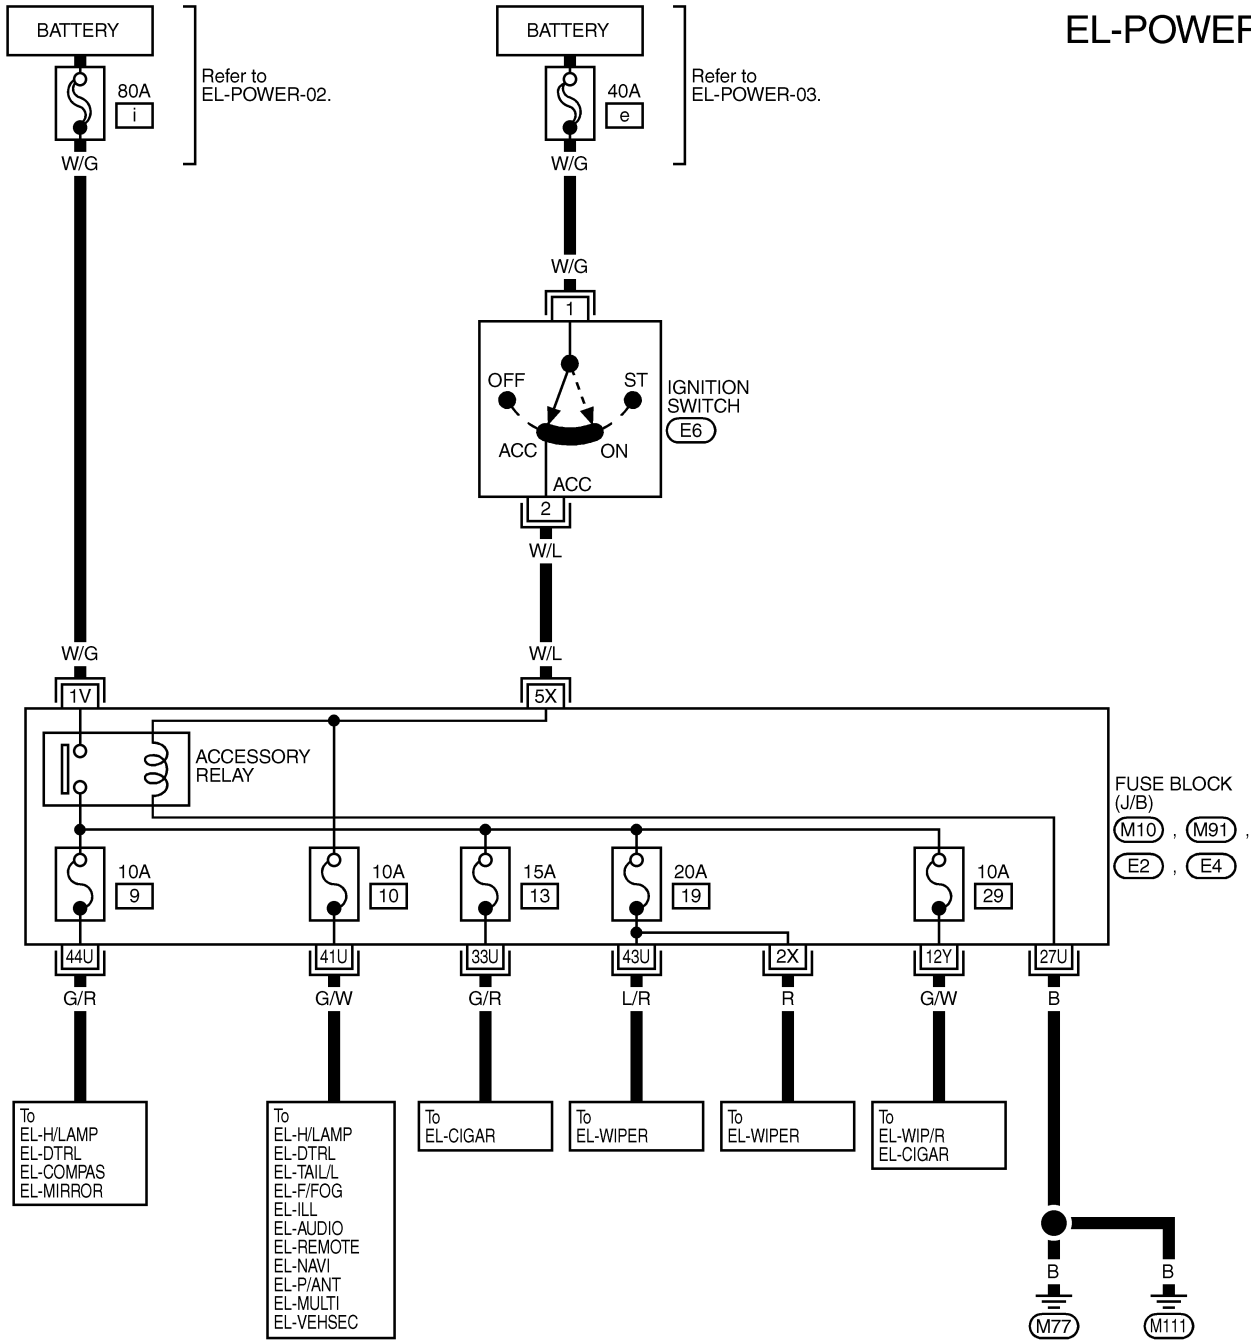 EL-POWER
BATTERY
80A
i
Refer to
EL-POWER-02.
W/G
BATTERY
40A
e
Refer to
EL-POWER-03.
W/G
W/G
1
OFF
ST
ACC
ON
ACC
IGNITION
SWITCH
E6
2
W/L
W/G
W/L
1V
5X
ACCESSORY
RELAY
FUSE BLOCK
(J/B)
M10 , M91 ,
E2 , E4
10A
9
10A
10
15A
13
20A
19
10A
29
44U
41U
33U
43U
2X
12Y
27U
G/R
G/W
G/R
L/R
R
G/W
B
To
EL-H/LAMP
EL-DTRL
EL-COMPAS
EL-MIRROR
To
EL-H/LAMP
EL-DTRL
EL-TAIL/L
EL-F/FOG
EL-ILL
EL-AUDIO
EL-REMOTE
EL-NAVI
EL-P/ANT
EL-MULTI
EL-VEHSEC
To
EL-CIGAR
To
EL-WIPER
To
EL-WIPER
To
EL-WIP/R
EL-CIGAR
B
B
M77
M111